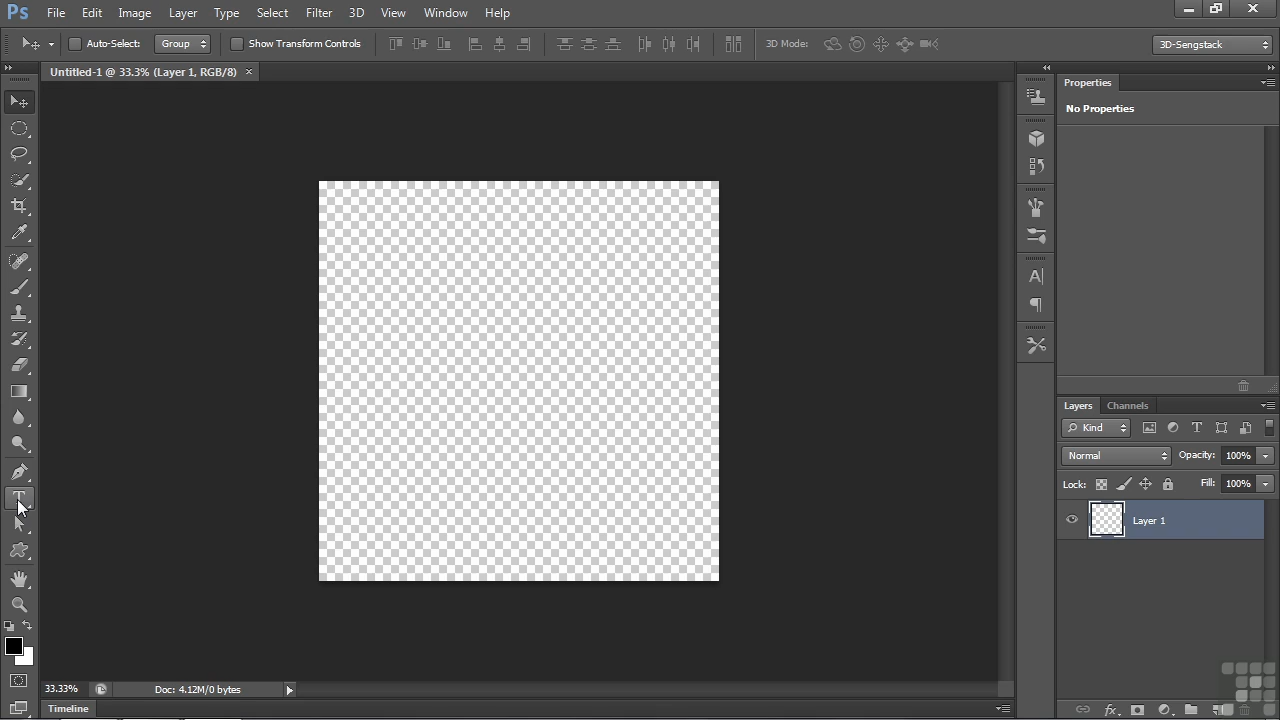 Ps File Edit Image Layer Type Select Filter 3D View Window Help
Auto-Select: Group Show Transform Controls 3D Mode: 3D-Sengstack
Untitled-1 @ 33.3% (Layer 1, RGB/8) ×
Properties
No Properties
Layers Channels
Kind
Normal Opacity: 100%
Lock: Fill: 100%
Layer 1
33.33% Doc: 4.12M/0 bytes
Timeline